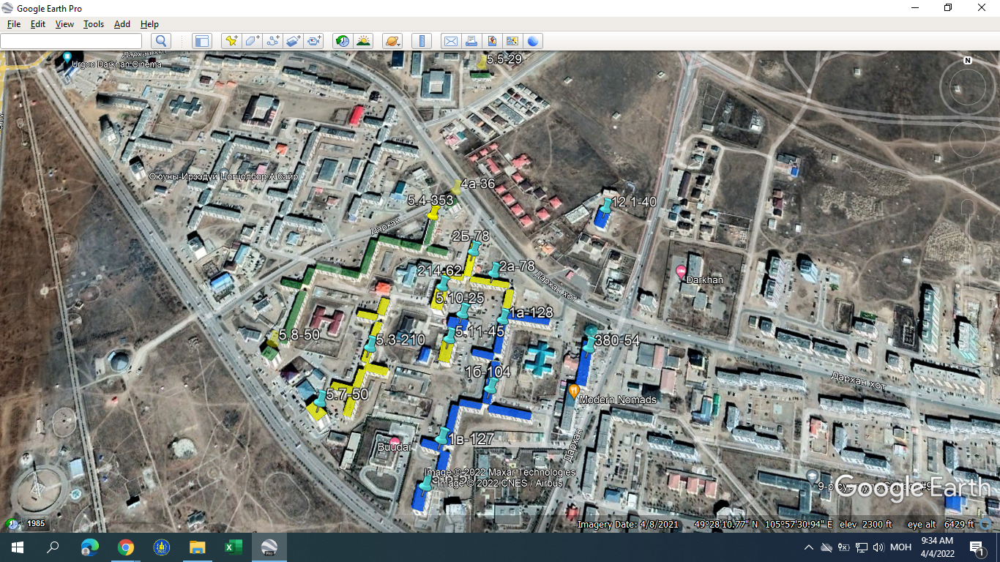 Google Earth Pro
File Edit View Tools Add Help
Дархан хот
Urgoo Darkhan Cinema
5.5-29
N
Оюуны-Ирээдүй Цогцолбор А байр
4а-36
5.4-353
12.1-40
Дархан
2Б-78
214-62
2а-78
Дархан хот
Darkhan
5.10-25
1а-128
5.8-50
5.3-210
5.11-45
380-54
1б-104
Дархан хот
5.7-50
Modern Nomads
Buudai
1в-127
Дархан
Image © 2022 Maxar Technologies
Image © 2022 CNES / Airbus
Google Earth
1985
Imagery Date: 4/8/2021 49°28'10.77" N 105°57'30.94" E elev 2300 ft eye alt 6429 ft
Pro
МОН
9:34 AM
4/4/2022
1